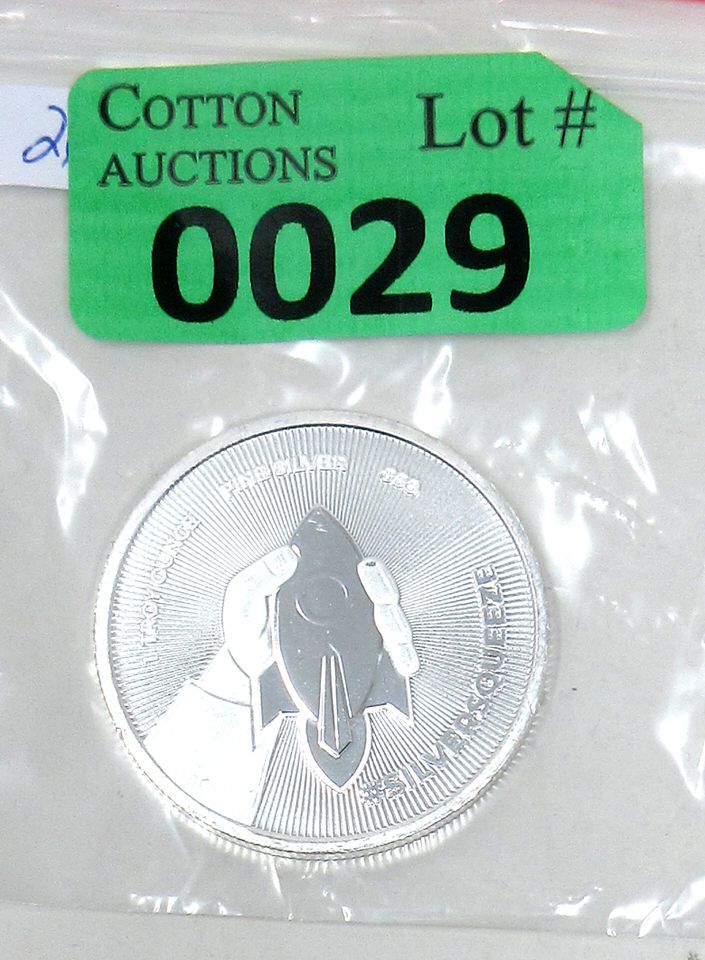 COTTON
AUCTIONS
Lot #
0029
1 TROY OUNCE FINE SILVER .999
#SILVERSQUEEZE